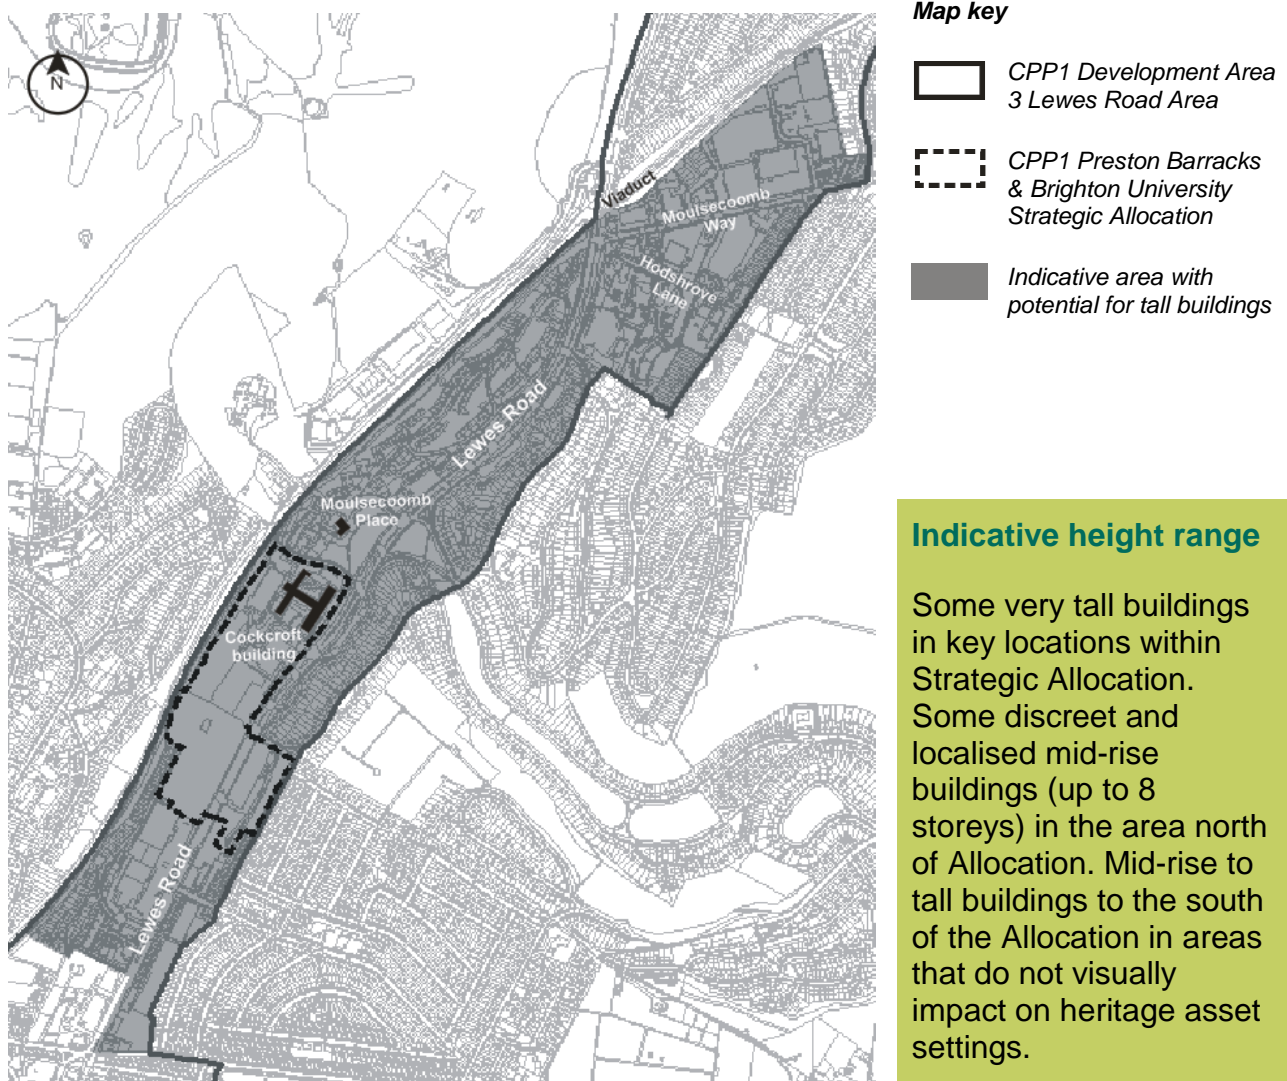 N
Viaduct
Moulsecoomb
Way
Hodshrove
Lane
Lewes Road
Moulsecoomb
Place
Cockcroft
building
Lewes Road
Map key
CPP1 Development Area
3 Lewes Road Area
CPP1 Preston Barracks
& Brighton University
Strategic Allocation
Indicative area with
potential for tall buildings
Indicative height range
Some very tall buildings
in key locations within
Strategic Allocation.
Some discreet and
localised mid-rise
buildings (up to 8
storeys) in the area north
of Allocation. Mid-rise to
tall buildings to the south
of the Allocation in areas
that do not visually
impact on heritage asset
settings.